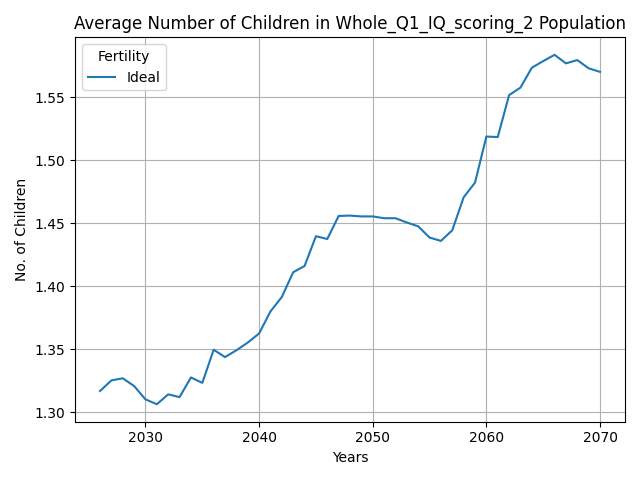 Average Number of Children in Whole_Q1_IQ_scoring_2 Population
Fertility
Ideal
No. of Children
1.55
1.50
1.45
1.40
1.35
1.30
2030 2040 2050 2060 2070
Years